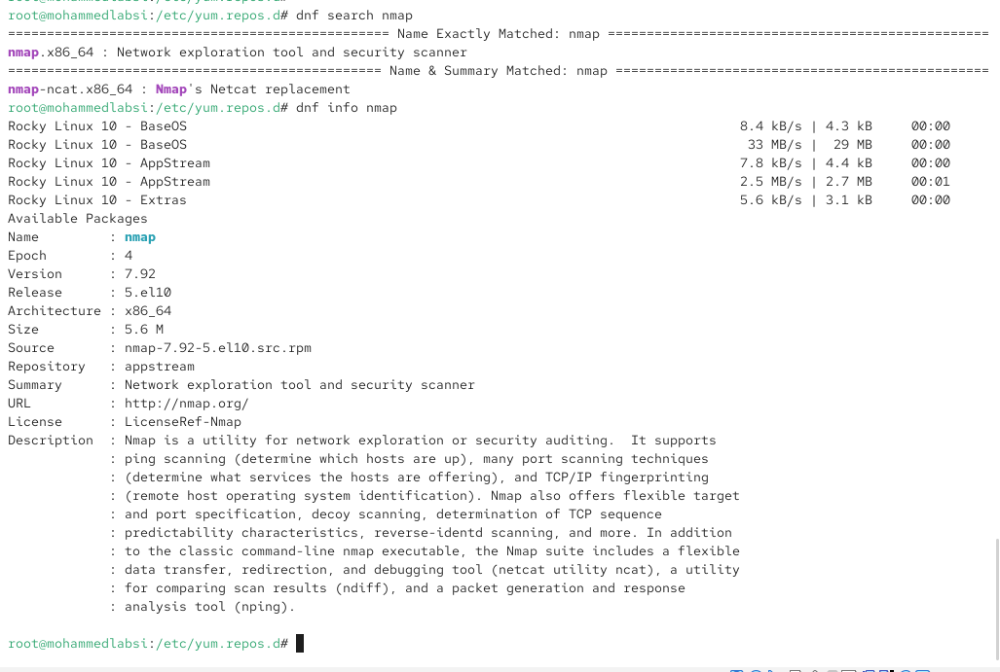 root@mohammedlabsi:/etc/yum.repos.d# dnf search nmap
================================================= Name Exactly Matched: nmap =================================================
nmap.x86_64 : Network exploration tool and security scanner
================================================ Name & Summary Matched: nmap ================================================
nmap-ncat.x86_64 : Nmap's Netcat replacement
root@mohammedlabsi:/etc/yum.repos.d# dnf info nmap
Rocky Linux 10 - BaseOS 8.4 kB/s | 4.3 kB 00:00
Rocky Linux 10 - BaseOS 33 MB/s | 29 MB 00:00
Rocky Linux 10 - AppStream 7.8 kB/s | 4.4 kB 00:00
Rocky Linux 10 - AppStream 2.5 MB/s | 2.7 MB 00:01
Rocky Linux 10 - Extras 5.6 kB/s | 3.1 kB 00:00
Available Packages
Name : nmap
Epoch : 4
Version : 7.92
Release : 5.el10
Architecture : x86_64
Size : 5.6 M
Source : nmap-7.92-5.el10.src.rpm
Repository : appstream
Summary : Network exploration tool and security scanner
URL : http://nmap.org/
License : LicenseRef-Nmap
Description : Nmap is a utility for network exploration or security auditing.  It supports
: ping scanning (determine which hosts are up), many port scanning techniques
: (determine what services the hosts are offering), and TCP/IP fingerprinting
: (remote host operating system identification). Nmap also offers flexible target
: and port specification, decoy scanning, determination of TCP sequence
: predictability characteristics, reverse-identd scanning, and more. In addition
: to the classic command-line nmap executable, the Nmap suite includes a flexible
: data transfer, redirection, and debugging tool (netcat utility ncat), a utility
: for comparing scan results (ndiff), and a packet generation and response
: analysis tool (nping).
root@mohammedlabsi:/etc/yum.repos.d#